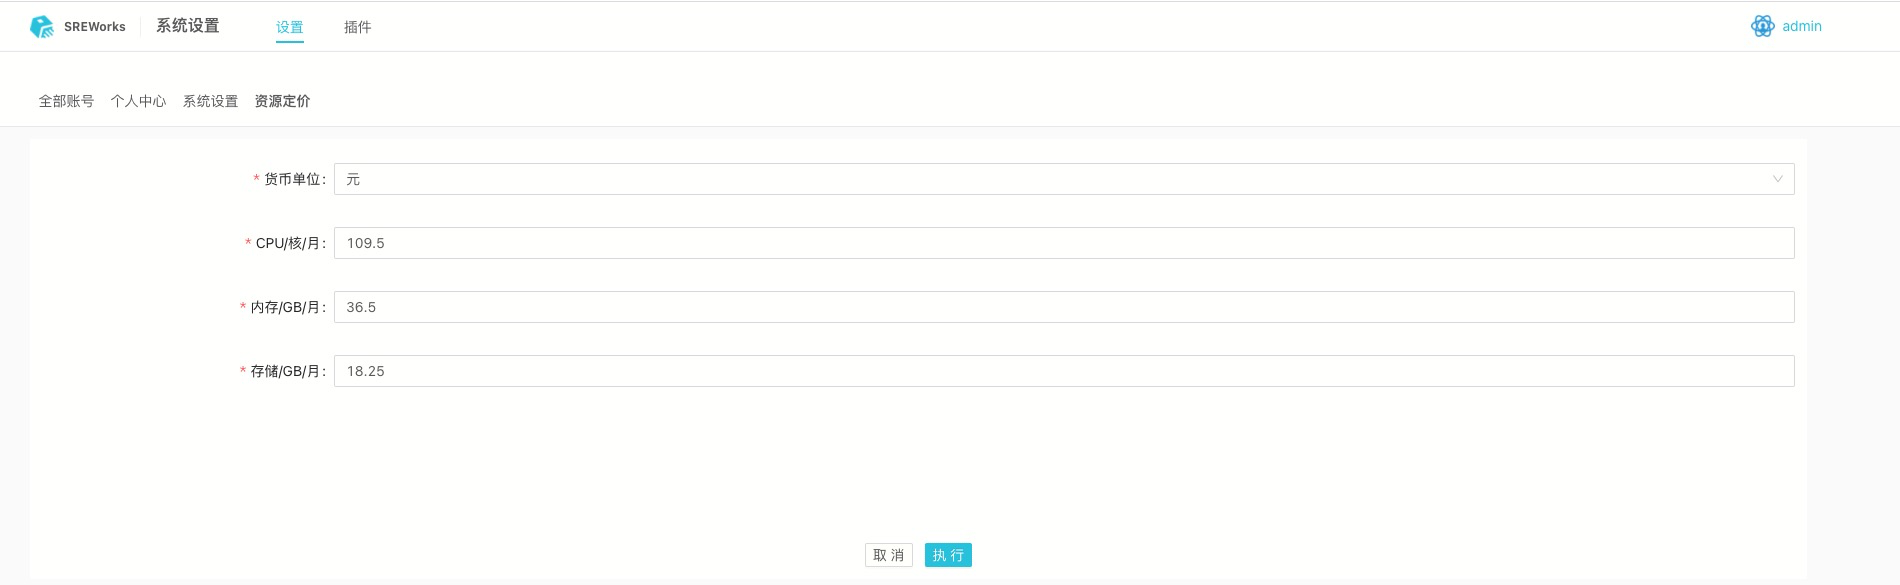 SREWorks 系统设置 设置 插件 admin
全部账号 个人中心 系统设置 资源定价
* 货币单位: 元
* CPU/核/月: 109.5
* 内存/GB/月: 36.5
* 存储/GB/月: 18.25
取 消 执 行